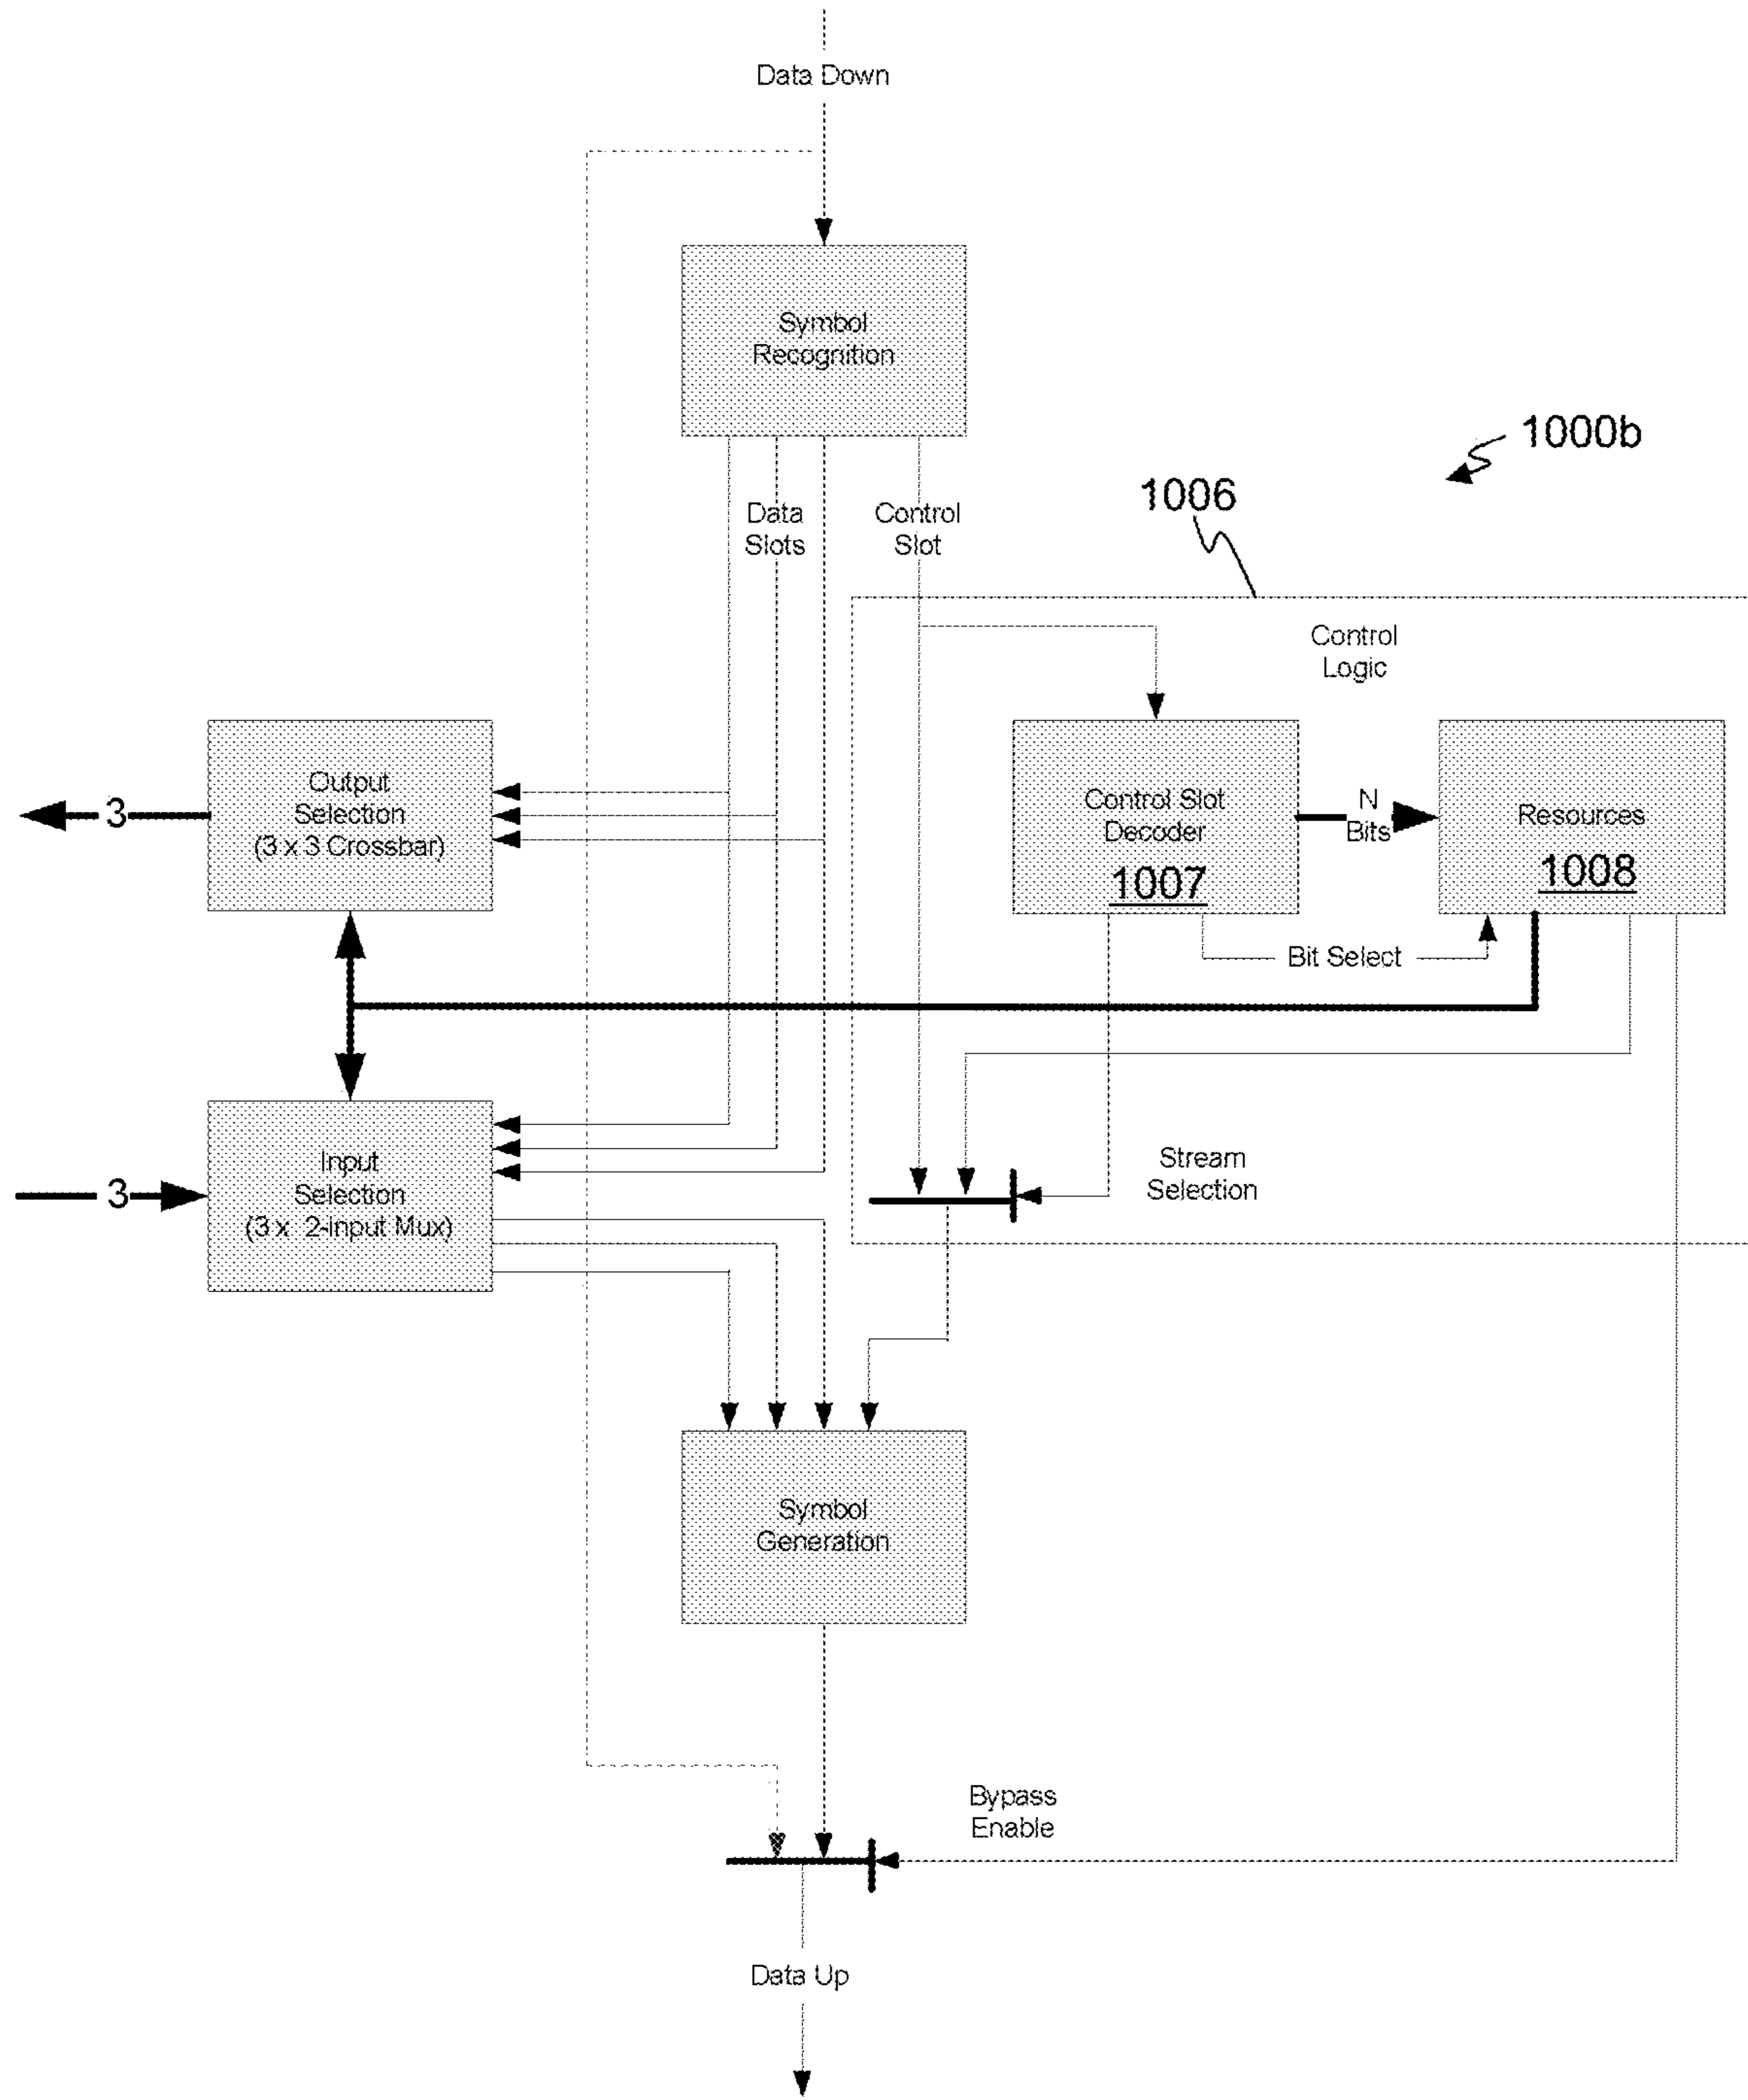 Data Down
Symbol
Recognition
1000b
1006
Data
Slots
Control
Slot
Control
Logic
Output
Selection
(3 x 3 Crossbar)
3
Control Slot
Decoder
1007
N
Bits
Resources
1008
Bit Select
Input
Selection
(3 x 2-input Mux)
3
Stream
Selection
Symbol
Generation
Bypass
Enable
Data Up